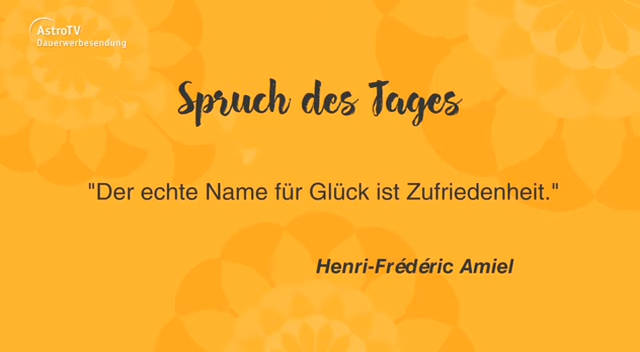 AstroTV
Dauerwerbesendung
Spruch des Tages
"Der echte Name für Glück ist Zufriedenheit."
Henri-Frédéric Amiel